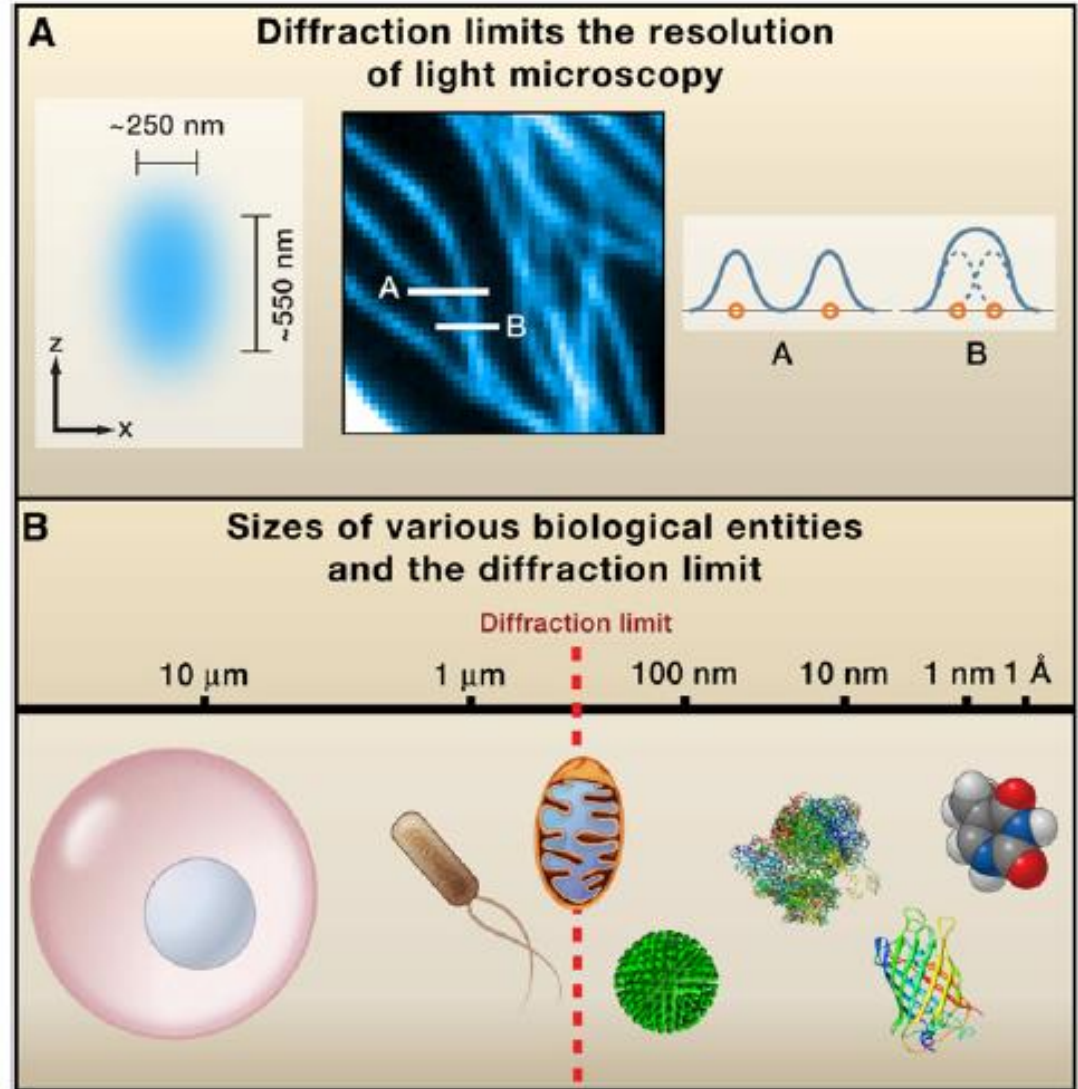 A
Diffraction limits the resolution
of light microscopy
~250 nm
~550 nm
z
x
A
B
A
B
B
Sizes of various biological entities
and the diffraction limit
Diffraction limit
10 µm 1 µm 100 nm 10 nm 1 nm 1 Å